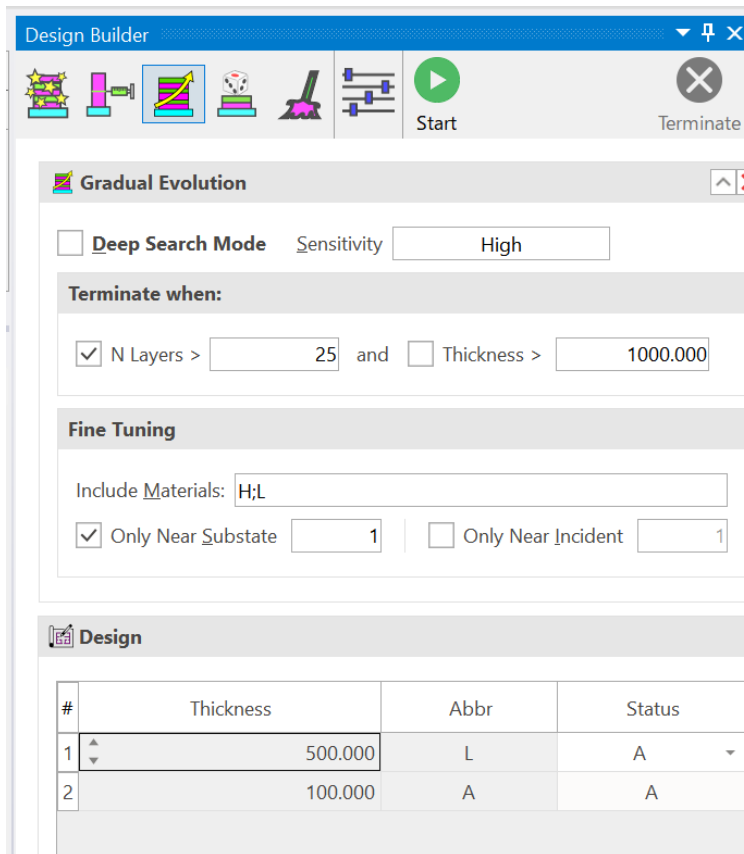 Design Builder
Start
Terminate
Gradual Evolution
Deep Search Mode Sensitivity High
Terminate when:
N Layers > 25 and Thickness > 1000.000
Fine Tuning
Include Materials: H;L
Only Near Substate 1 Only Near Incident 1
Design
# Thickness Abbr Status
1 500.000 L A
2 100.000 A A